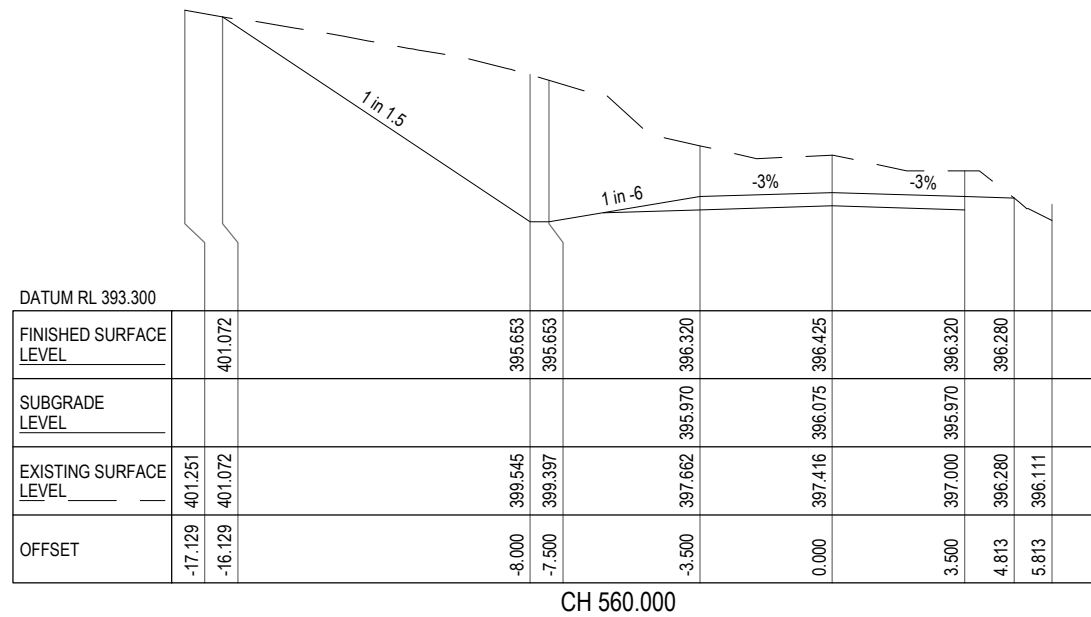 1 in 1.5
1 in -6
-3%
-3%
DATUM RL 393.300
FINISHED SURFACE
LEVEL
401.072
395.653
395.653
396.320
396.425
396.320
396.280
SUBGRADE
LEVEL
395.970
396.075
395.970
EXISTING SURFACE
LEVEL
401.251
401.072
399.545
399.397
397.662
397.416
397.000
396.280
396.111
OFFSET
-17.129
-16.129
-8.000
-7.500
-3.500
0.000
3.500
4.813
5.813
CH 560.000